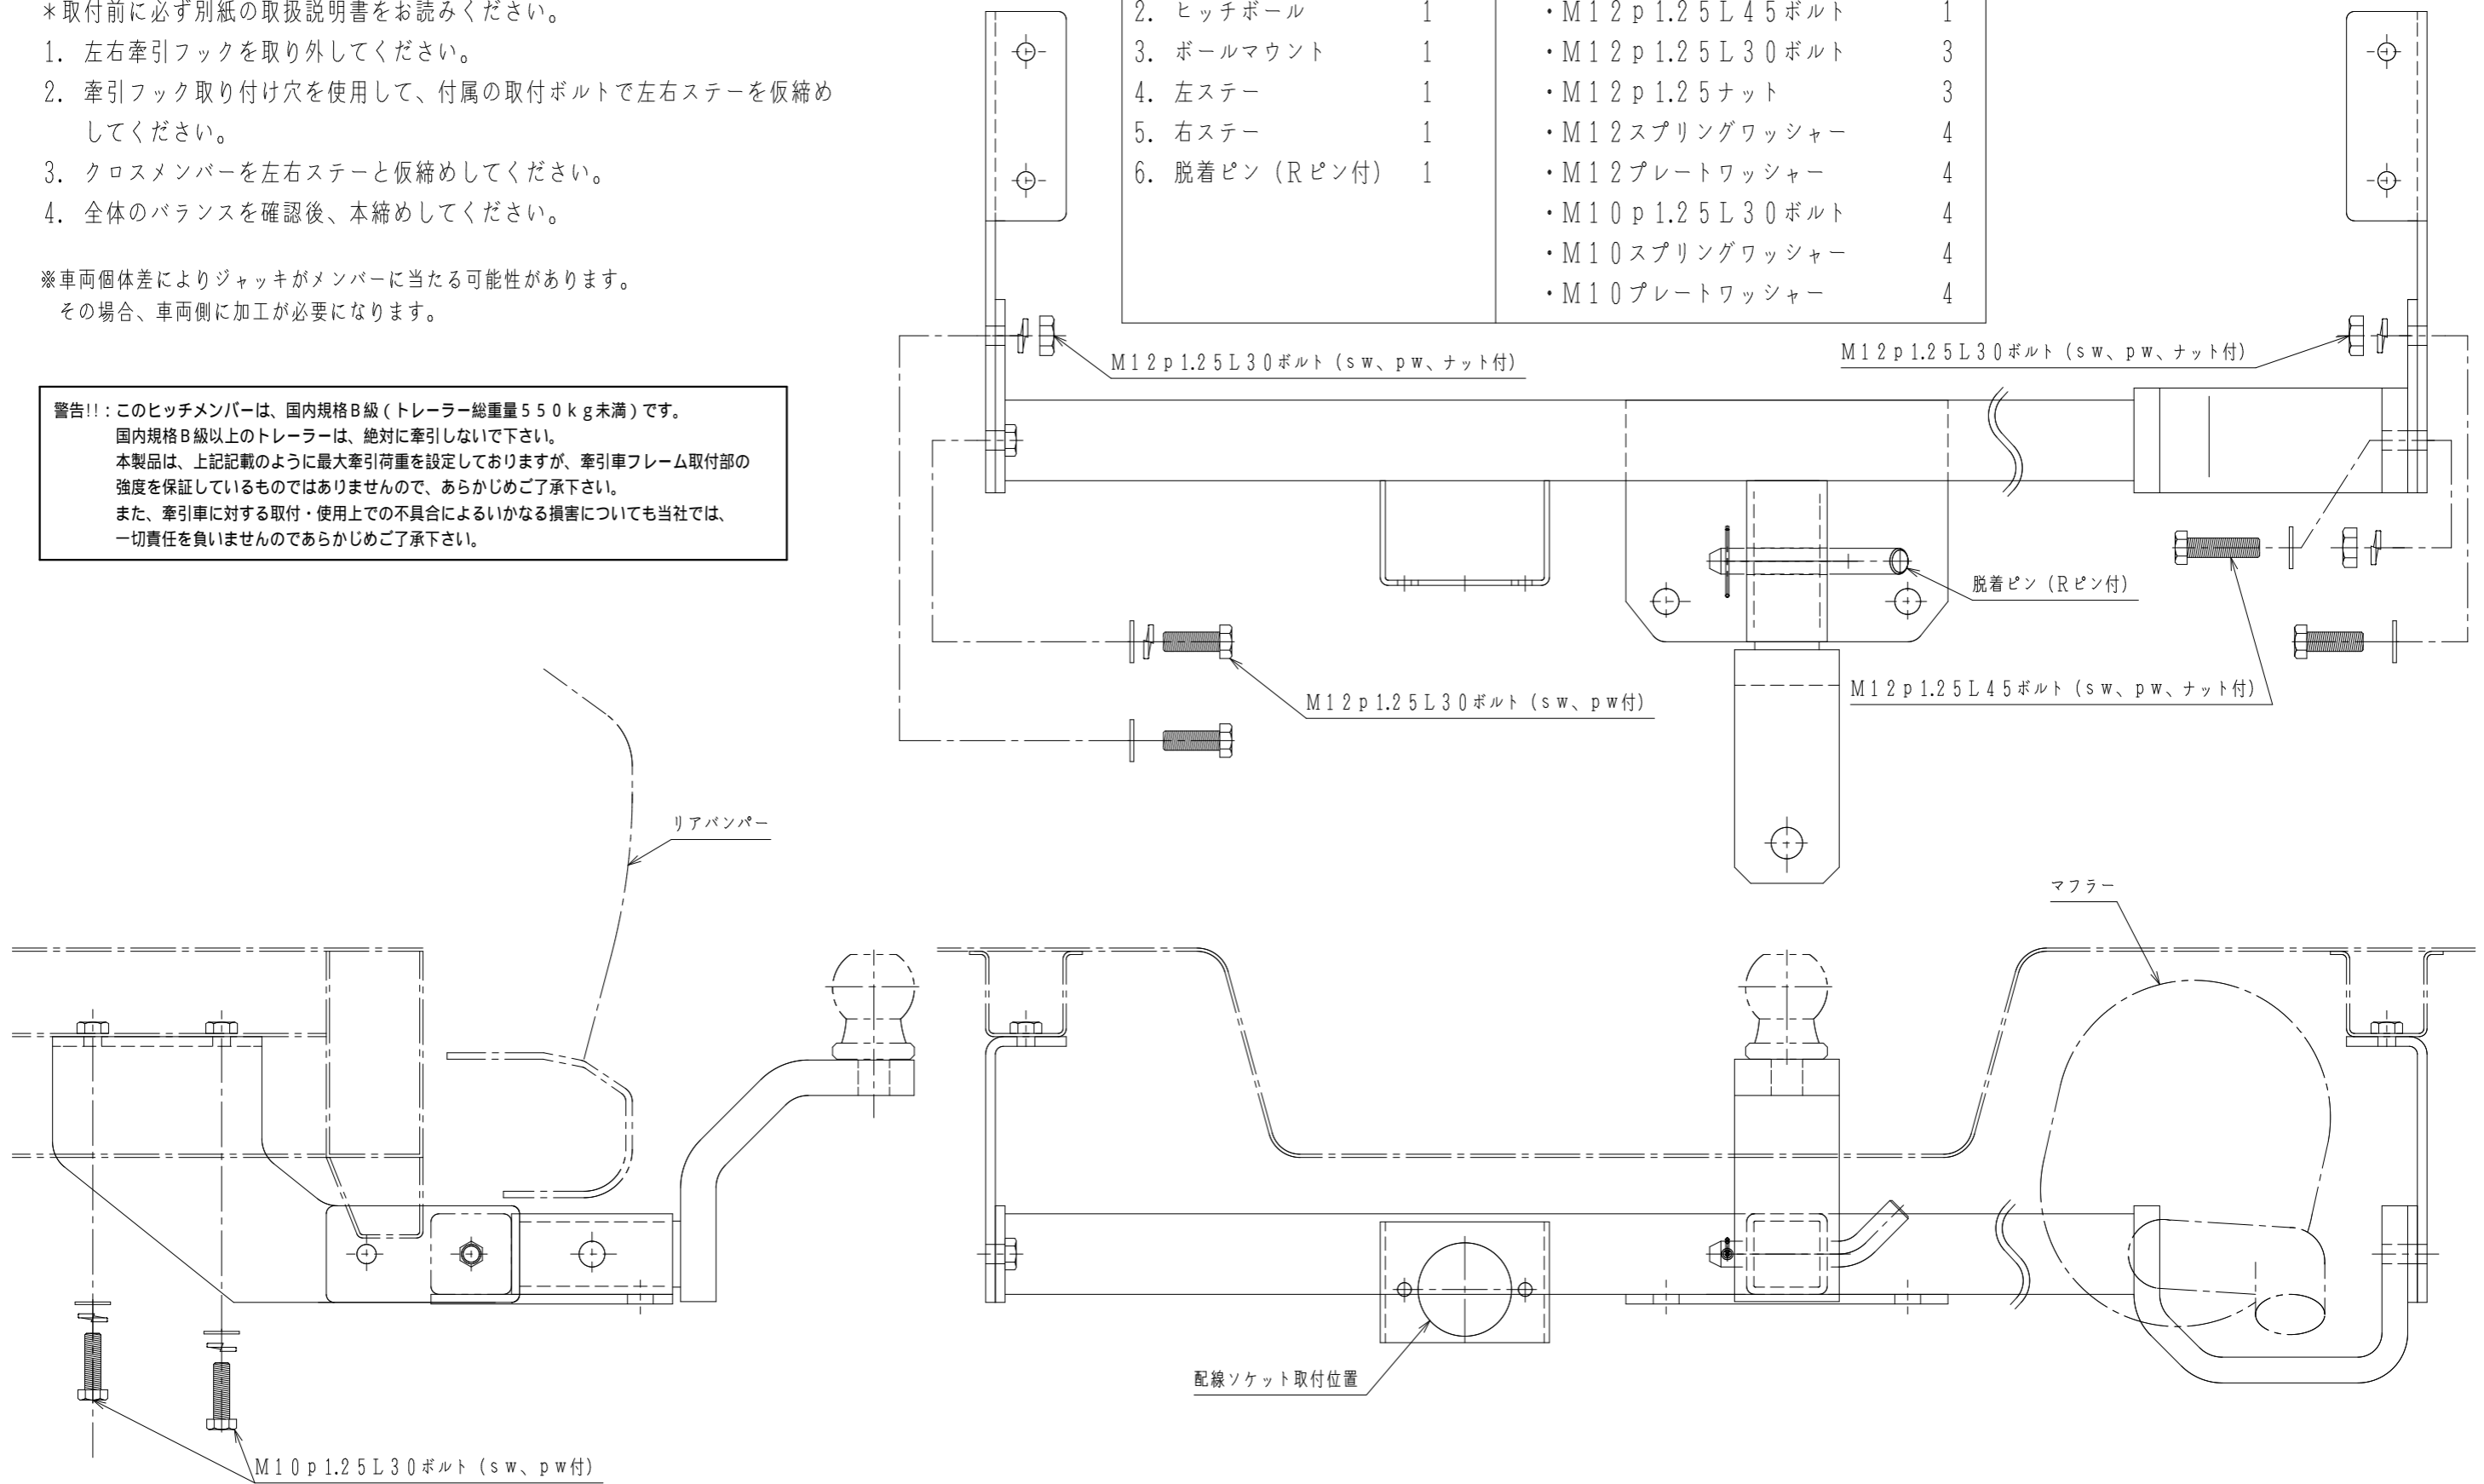 ＊取付前に必ず別紙の取扱説明書をお読みください。
1. 左右牽引フックを取り外してください。
2. 牽引フック取り付け穴を使用して、付属の取付ボルトで左右ステーを仮締め
してください。
3. クロスメンバーを左右ステーと仮締めしてください。
4. 全体のバランスを確認後、本締めしてください。
※車両個体差によりジャッキがメンバーに当たる可能性があります。
その場合、車両側に加工が必要になります。
警告!!：このヒッチメンバーは、国内規格Ｂ級（トレーラー総重量５５０ｋｇ未満）です。
国内規格Ｂ級以上のトレーラーは、絶対に牽引しないで下さい。
本製品は、上記記載のように最大牽引荷重を設定しておりますが、牽引車フレーム取付部の
強度を保証しているものではありませんので、あらかじめご了承下さい。
また、牽引車に対する取付・使用上での不具合によるいかなる損害についても当社では、
一切責任を負いませんのであらかじめご了承下さい。
2. ヒッチボール 1
3. ボールマウント 1
4. 左ステー 1
5. 右ステー 1
6. 脱着ピン（Ｒピン付） 1
・Ｍ１２ｐ1.25Ｌ４５ボルト 1
・Ｍ１２ｐ1.25Ｌ３０ボルト 3
・Ｍ１２ｐ1.25ナット 3
・Ｍ１２スプリングワッシャー 4
・Ｍ１２プレートワッシャー 4
・Ｍ１０ｐ1.25Ｌ３０ボルト 4
・Ｍ１０スプリングワッシャー 4
・Ｍ１０プレートワッシャー 4
Ｍ１２ｐ1.25Ｌ３０ボルト（ｓｗ、ｐｗ、ナット付）
Ｍ１２ｐ1.25Ｌ３０ボルト（ｓｗ、ｐｗ、ナット付）
脱着ピン（Ｒピン付）
Ｍ１２ｐ1.25Ｌ３０ボルト（ｓｗ、ｐｗ付）
Ｍ１２ｐ1.25Ｌ４５ボルト（ｓｗ、ｐｗ、ナット付）
リアバンパー
マフラー
配線ソケット取付位置
Ｍ１０ｐ1.25Ｌ３０ボルト（ｓｗ、ｐｗ付）